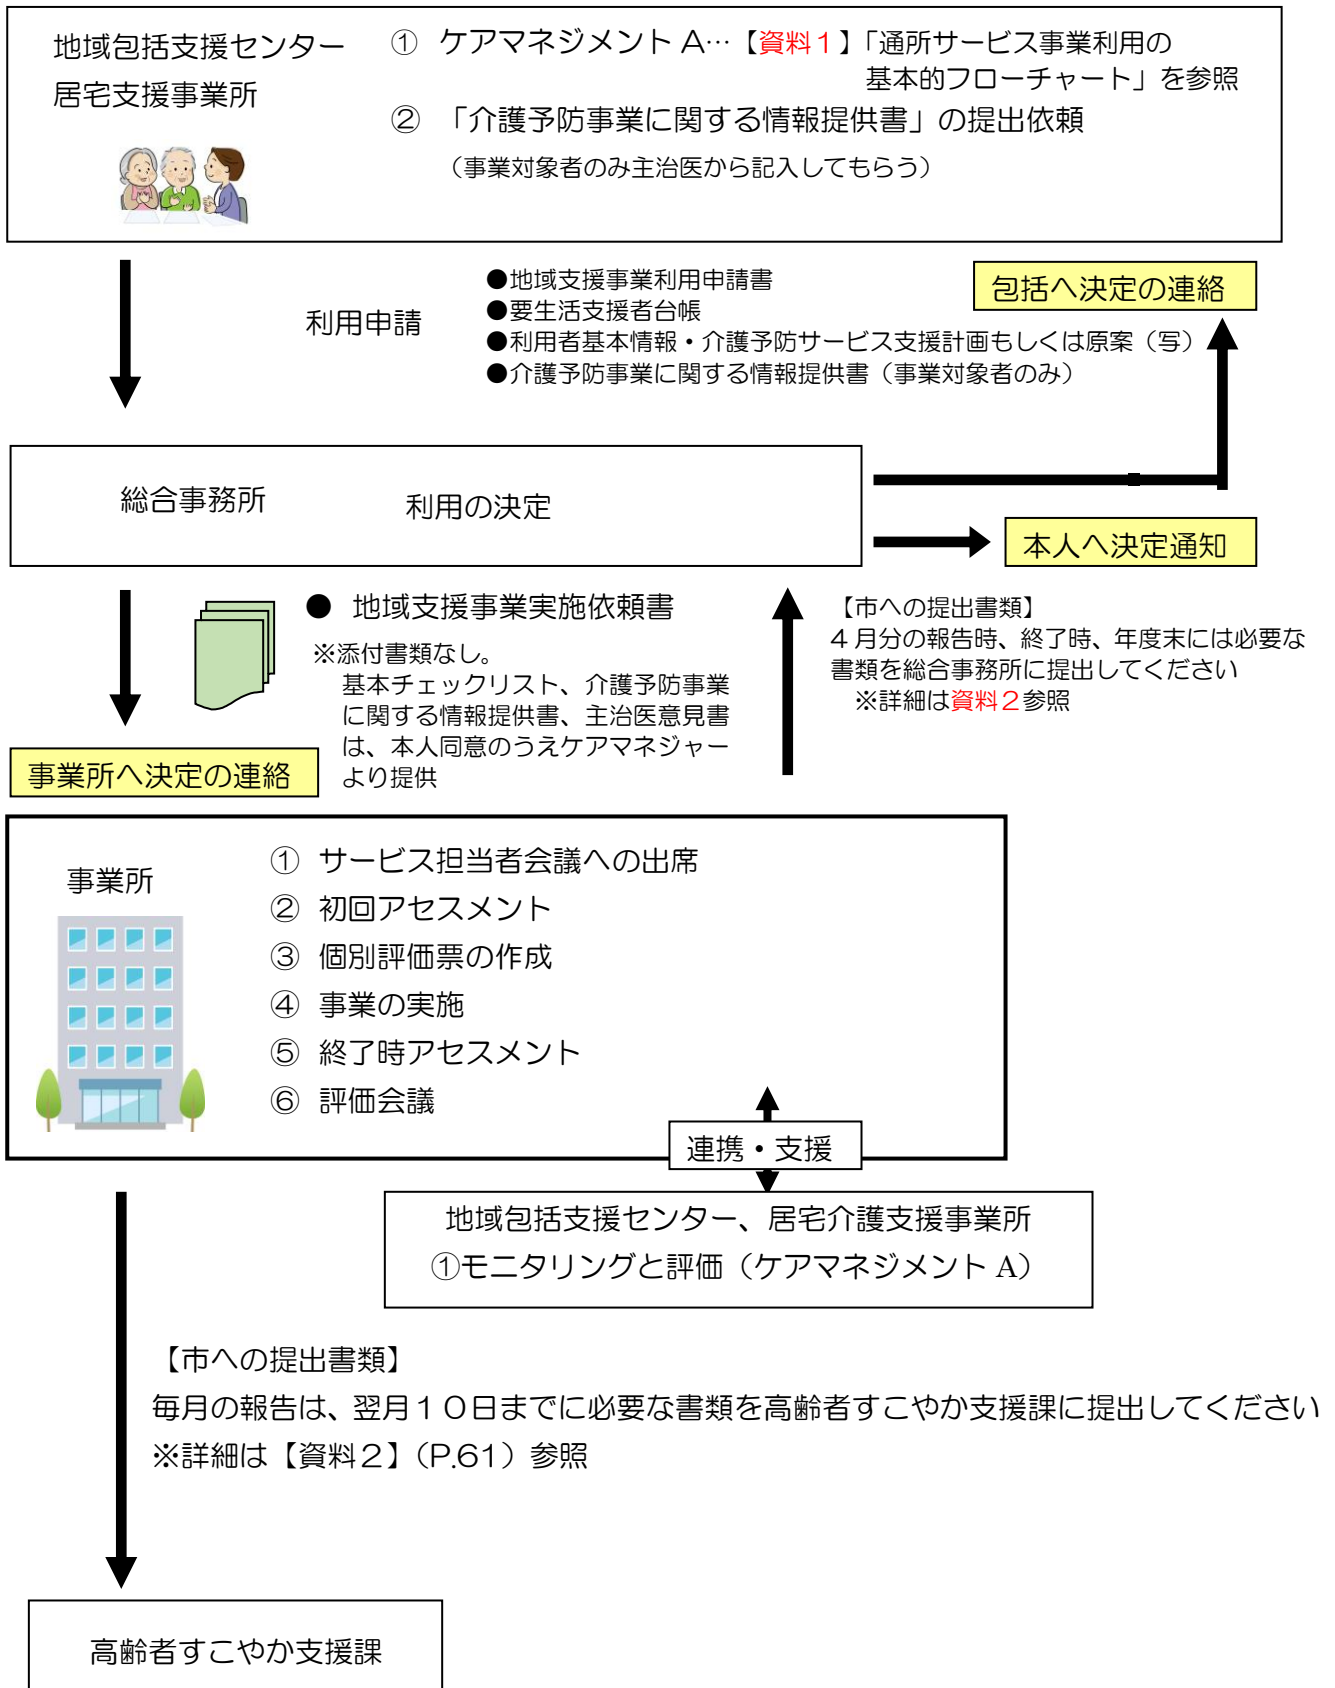 地域包括支援センター
居宅支援事業所
① ケアマネジメント A…【資料１】「通所サービス事業利用の
基本的フローチャート」を参照
② 「介護予防事業に関する情報提供書」の提出依頼
（事業対象者のみ主治医から記入してもらう）
利用申請
●地域支援事業利用申請書
●要生活支援者台帳
●利用者基本情報・介護予防サービス支援計画もしくは原案（写）
●介護予防事業に関する情報提供書（事業対象者のみ）
包括へ決定の連絡
総合事務所
利用の決定
本人へ決定通知
● 地域支援事業実施依頼書
※添付書類なし。
基本チェックリスト、介護予防事業
に関する情報提供書、主治医意見書
は、本人同意のうえケアマネジャー
より提供
【市への提出書類】
４月分の報告時、終了時、年度末には必要な
書類を総合事務所に提出してください
※詳細は資料２参照
事業所へ決定の連絡
事業所
① サービス担当者会議への出席
② 初回アセスメント
③ 個別評価票の作成
④ 事業の実施
⑤ 終了時アセスメント
⑥ 評価会議
連携・支援
地域包括支援センター、居宅介護支援事業所
①モニタリングと評価（ケアマネジメント A）
【市への提出書類】
毎月の報告は、翌月１０日までに必要な書類を高齢者すこやか支援課に提出してください
※詳細は【資料２】（P.61）参照
高齢者すこやか支援課